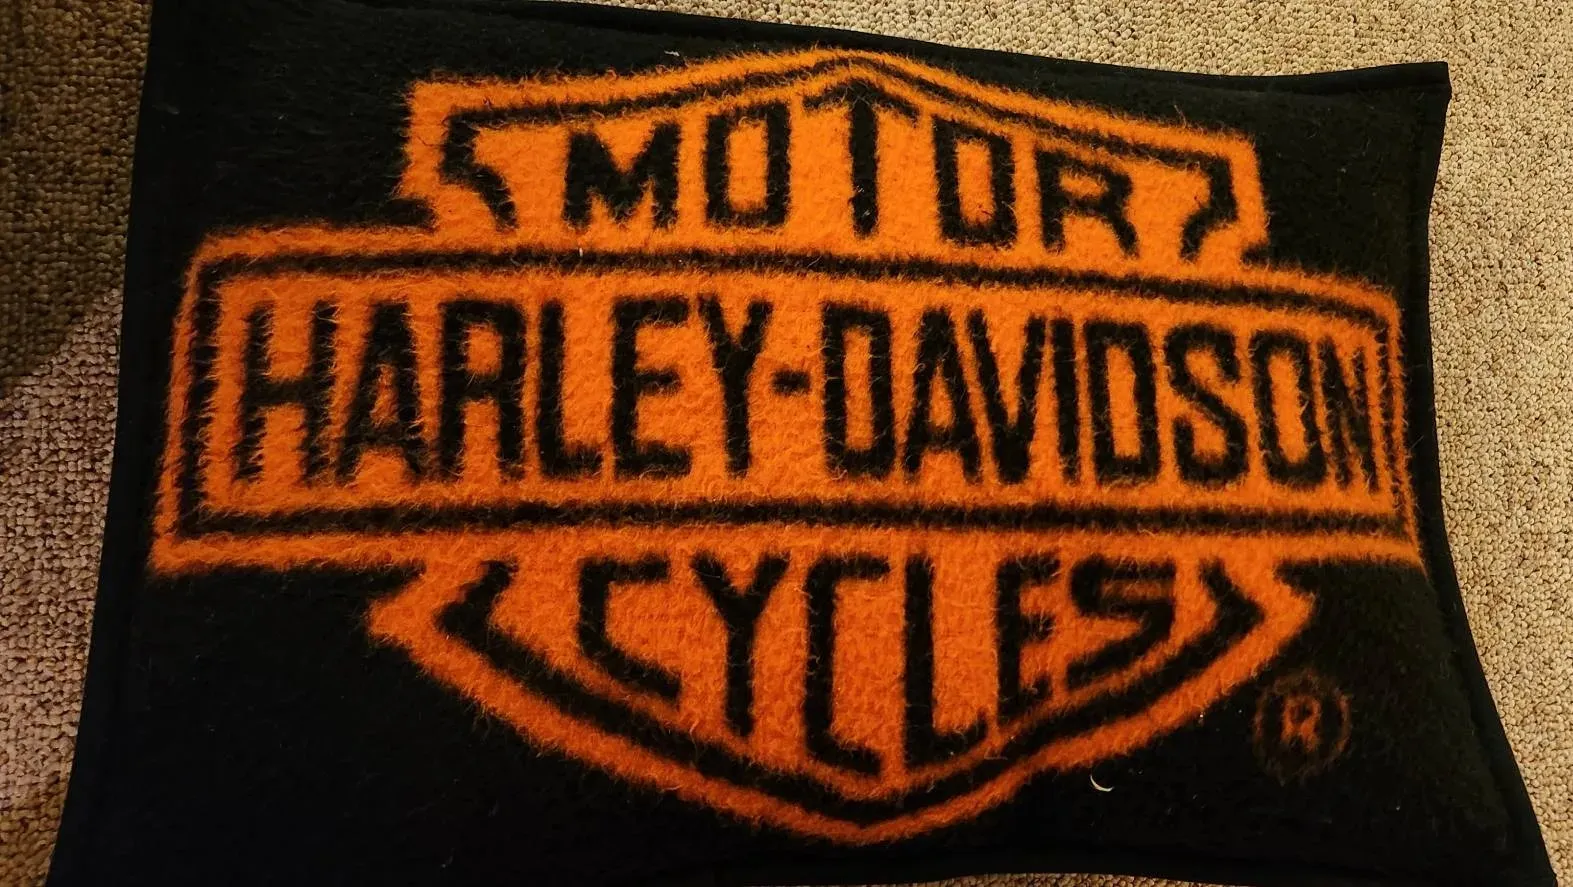 MOTOR
HARLEY-DAVIDSON
CYCLES
®